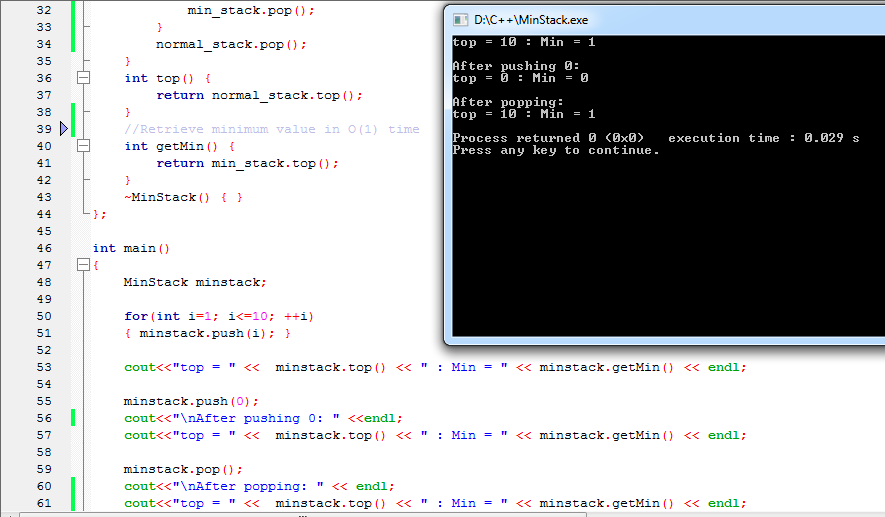 32 min_stack.pop();
33 }
34 normal_stack.pop();
35 }
36 int top() {
37 return normal_stack.top();
38 }
39 //Retrieve minimum value in O(1) time
40 int getMin() {
41 return min_stack.top();
42 }
43 ~MinStack() { }
44 };
45
46 int main()
47 {
48 MinStack minstack;
49
50 for(int i=1; i<=10; ++i)
51 { minstack.push(i); }
52
53 cout<<"top = " <<  minstack.top() << " : Min = " << minstack.getMin() << endl;
54
55 minstack.push(0);
56 cout<<"\nAfter pushing 0: " <<endl;
57 cout<<"top = " <<  minstack.top() << " : Min = " << minstack.getMin() << endl;
58
59 minstack.pop();
60 cout<<"\nAfter popping: " << endl;
61 cout<<"top = " <<  minstack.top() << " : Min = " << minstack.getMin() << endl;
D:\C++\MinStack.exe
top = 10 : Min = 1
After pushing 0:
top = 0 : Min = 0
After popping:
top = 10 : Min = 1
Process returned 0 (0x0)   execution time : 0.029 s
Press any key to continue.